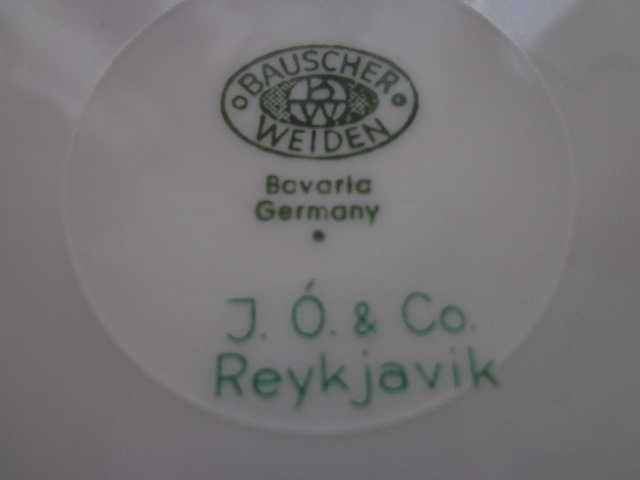 BAUSCHER
BW
WEIDEN
Bavaria
Germany
J. Ó. & Co.
Reykjavik